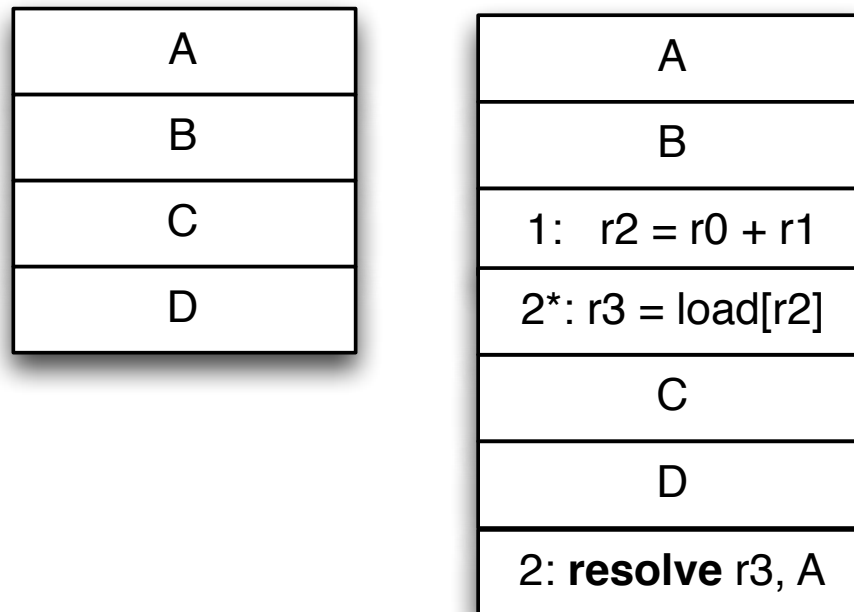 A
B
C
D
A
B
1: r2 = r0 + r1
2*: r3 = load[r2]
C
D
2: resolve r3, A